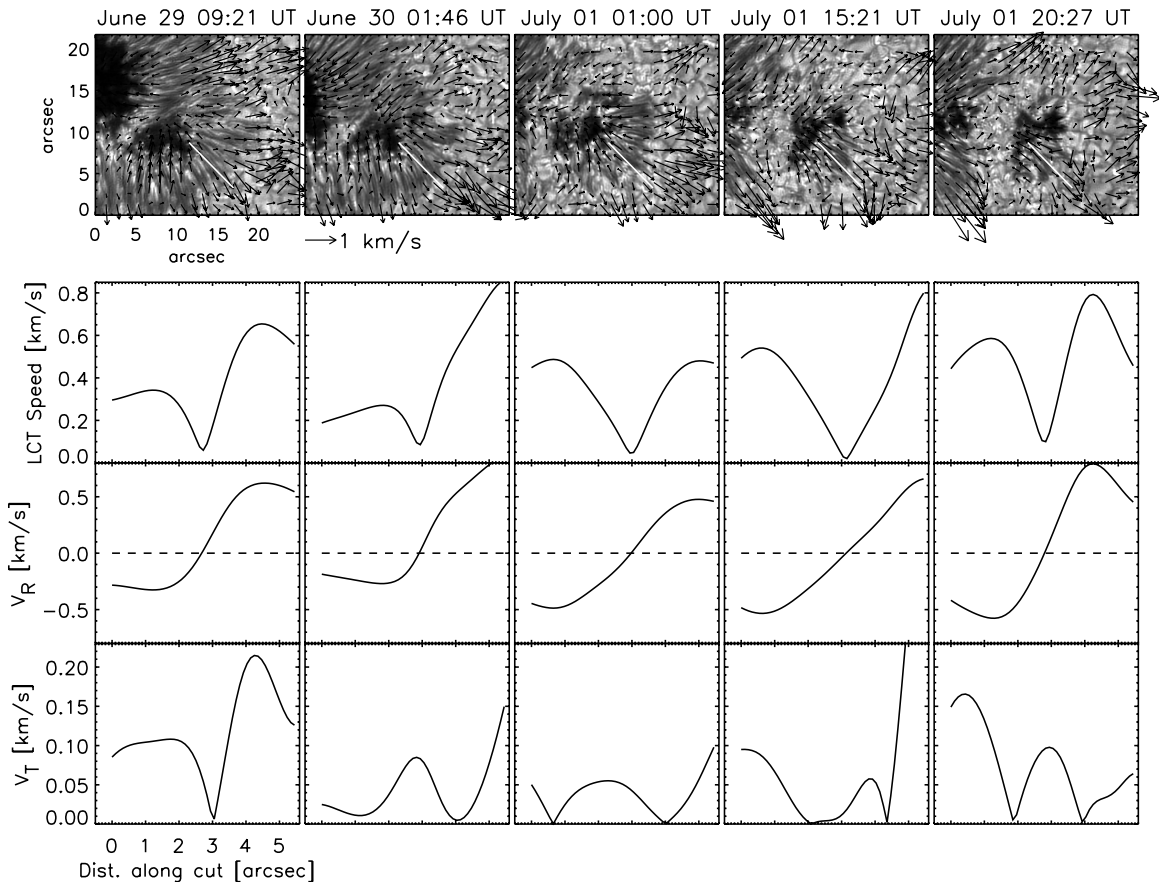 June 29 09:21 UT
June 30 01:46 UT
July 01 01:00 UT
July 01 15:21 UT
July 01 20:27 UT
arcsec
20
15
10
5
0
0 5 10 15 20
arcsec
1 km/s
LCT Speed [km/s]
0.8
0.6
0.4
0.2
0.0
V_R [km/s]
0.5
0.0
−0.5
V_T [km/s]
0.20
0.15
0.10
0.05
0.00
0 1 2 3 4 5
Dist. along cut [arcsec]